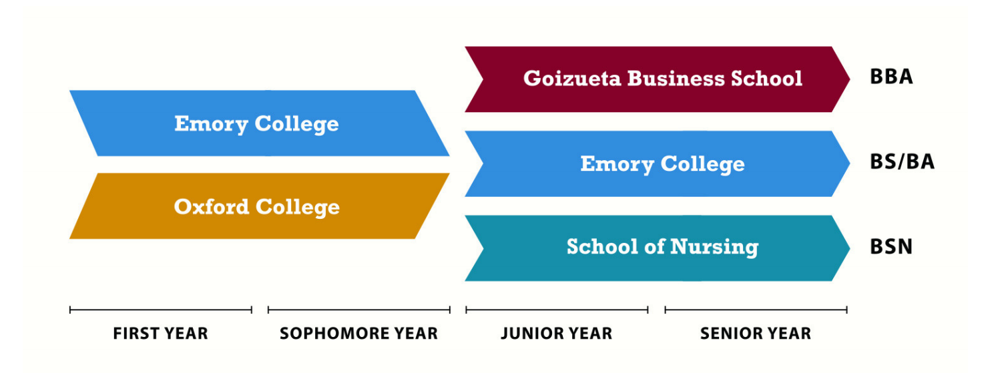 Emory College
Oxford College
Goizueta Business School
BBA
Emory College
BS/BA
School of Nursing
BSN
FIRST YEAR
SOPHOMORE YEAR
JUNIOR YEAR
SENIOR YEAR